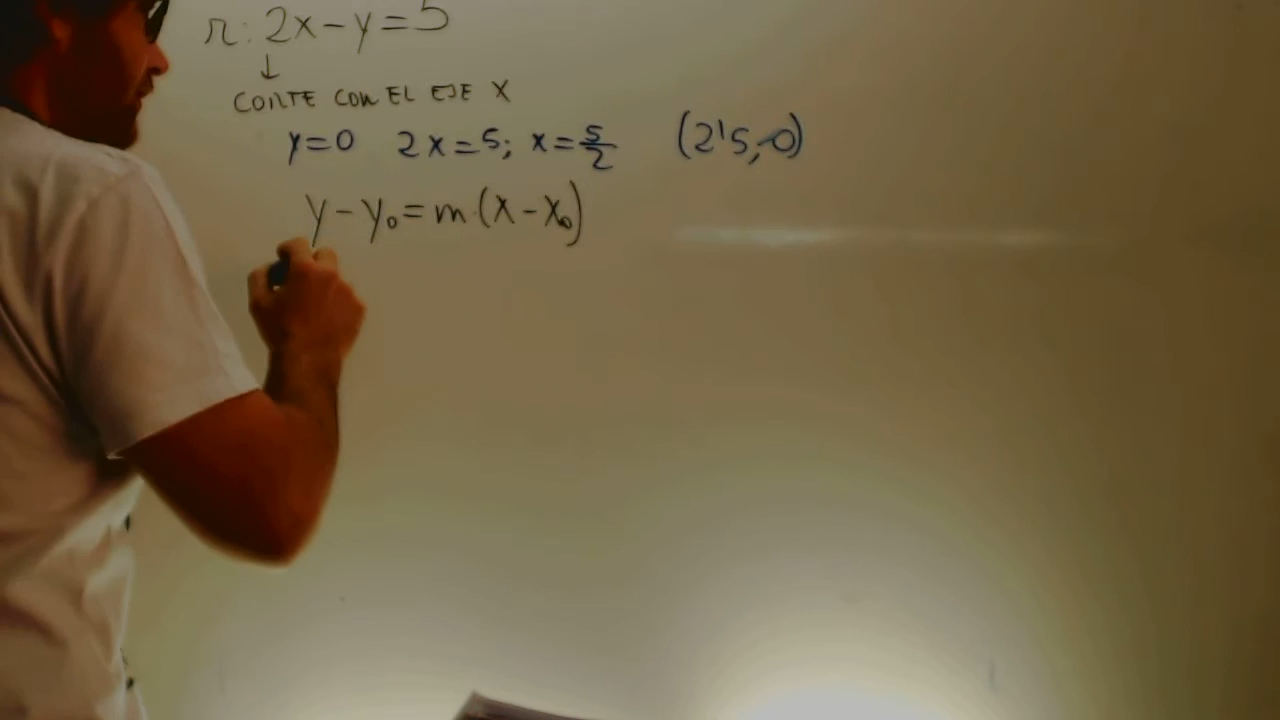 r: 2x-y=5
↓
CORTE CON EL EJE X
y=0 2x=5; x=5/2 (2'5,0)
y-y₀=m·(x-x₀)